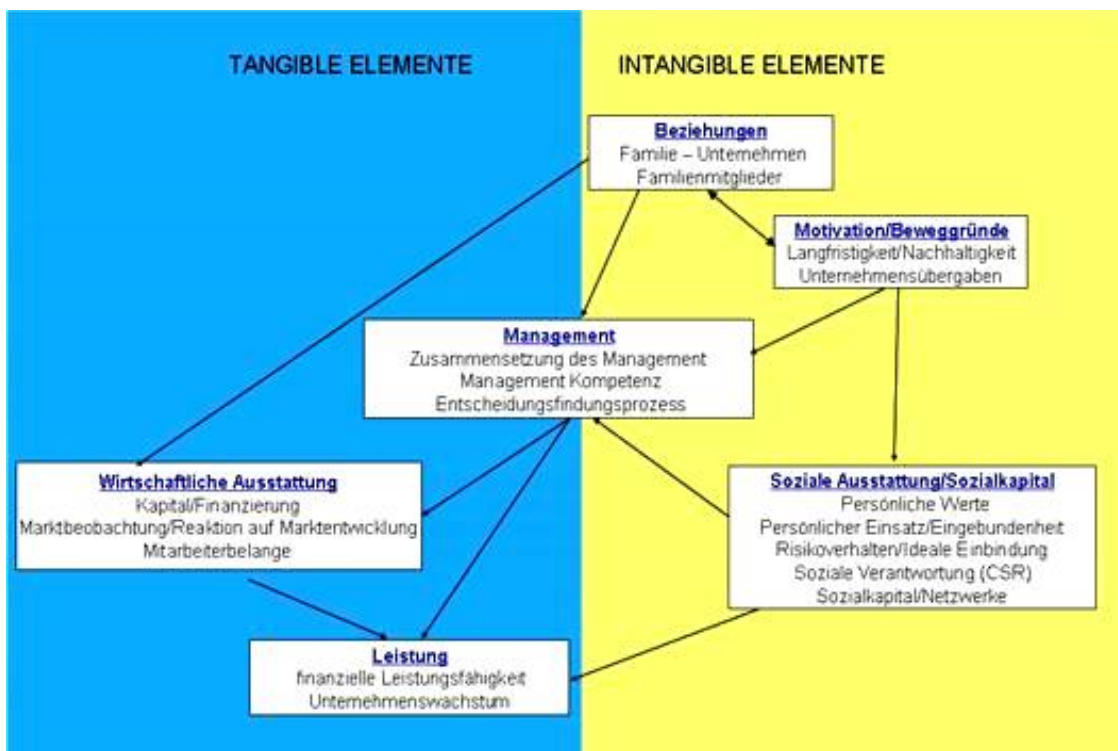 TANGIBLE ELEMENTE
INTANGIBLE ELEMENTE
Beziehungen
Familie – Unternehmen
Familienmitglieder
Motivation/Beweggründe
Langfristigkeit/Nachhaltigkeit
Unternehmensübergaben
Management
Zusammensetzung des Management
Management Kompetenz
Entscheidungsfindungsprozess
Wirtschaftliche Ausstattung
Kapital/Finanzierung
Marktbeobachtung/Reaktion auf Marktentwicklung
Mitarbeiterbelange
Soziale Ausstattung/Sozialkapital
Persönliche Werte
Persönlicher Einsatz/Eingebundenheit
Risikoverhalten/Ideale Einbindung
Soziale Verantwortung (CSR)
Sozialkapital/Netzwerke
Leistung
finanzielle Leistungsfähigkeit
Unternehmenswachstum